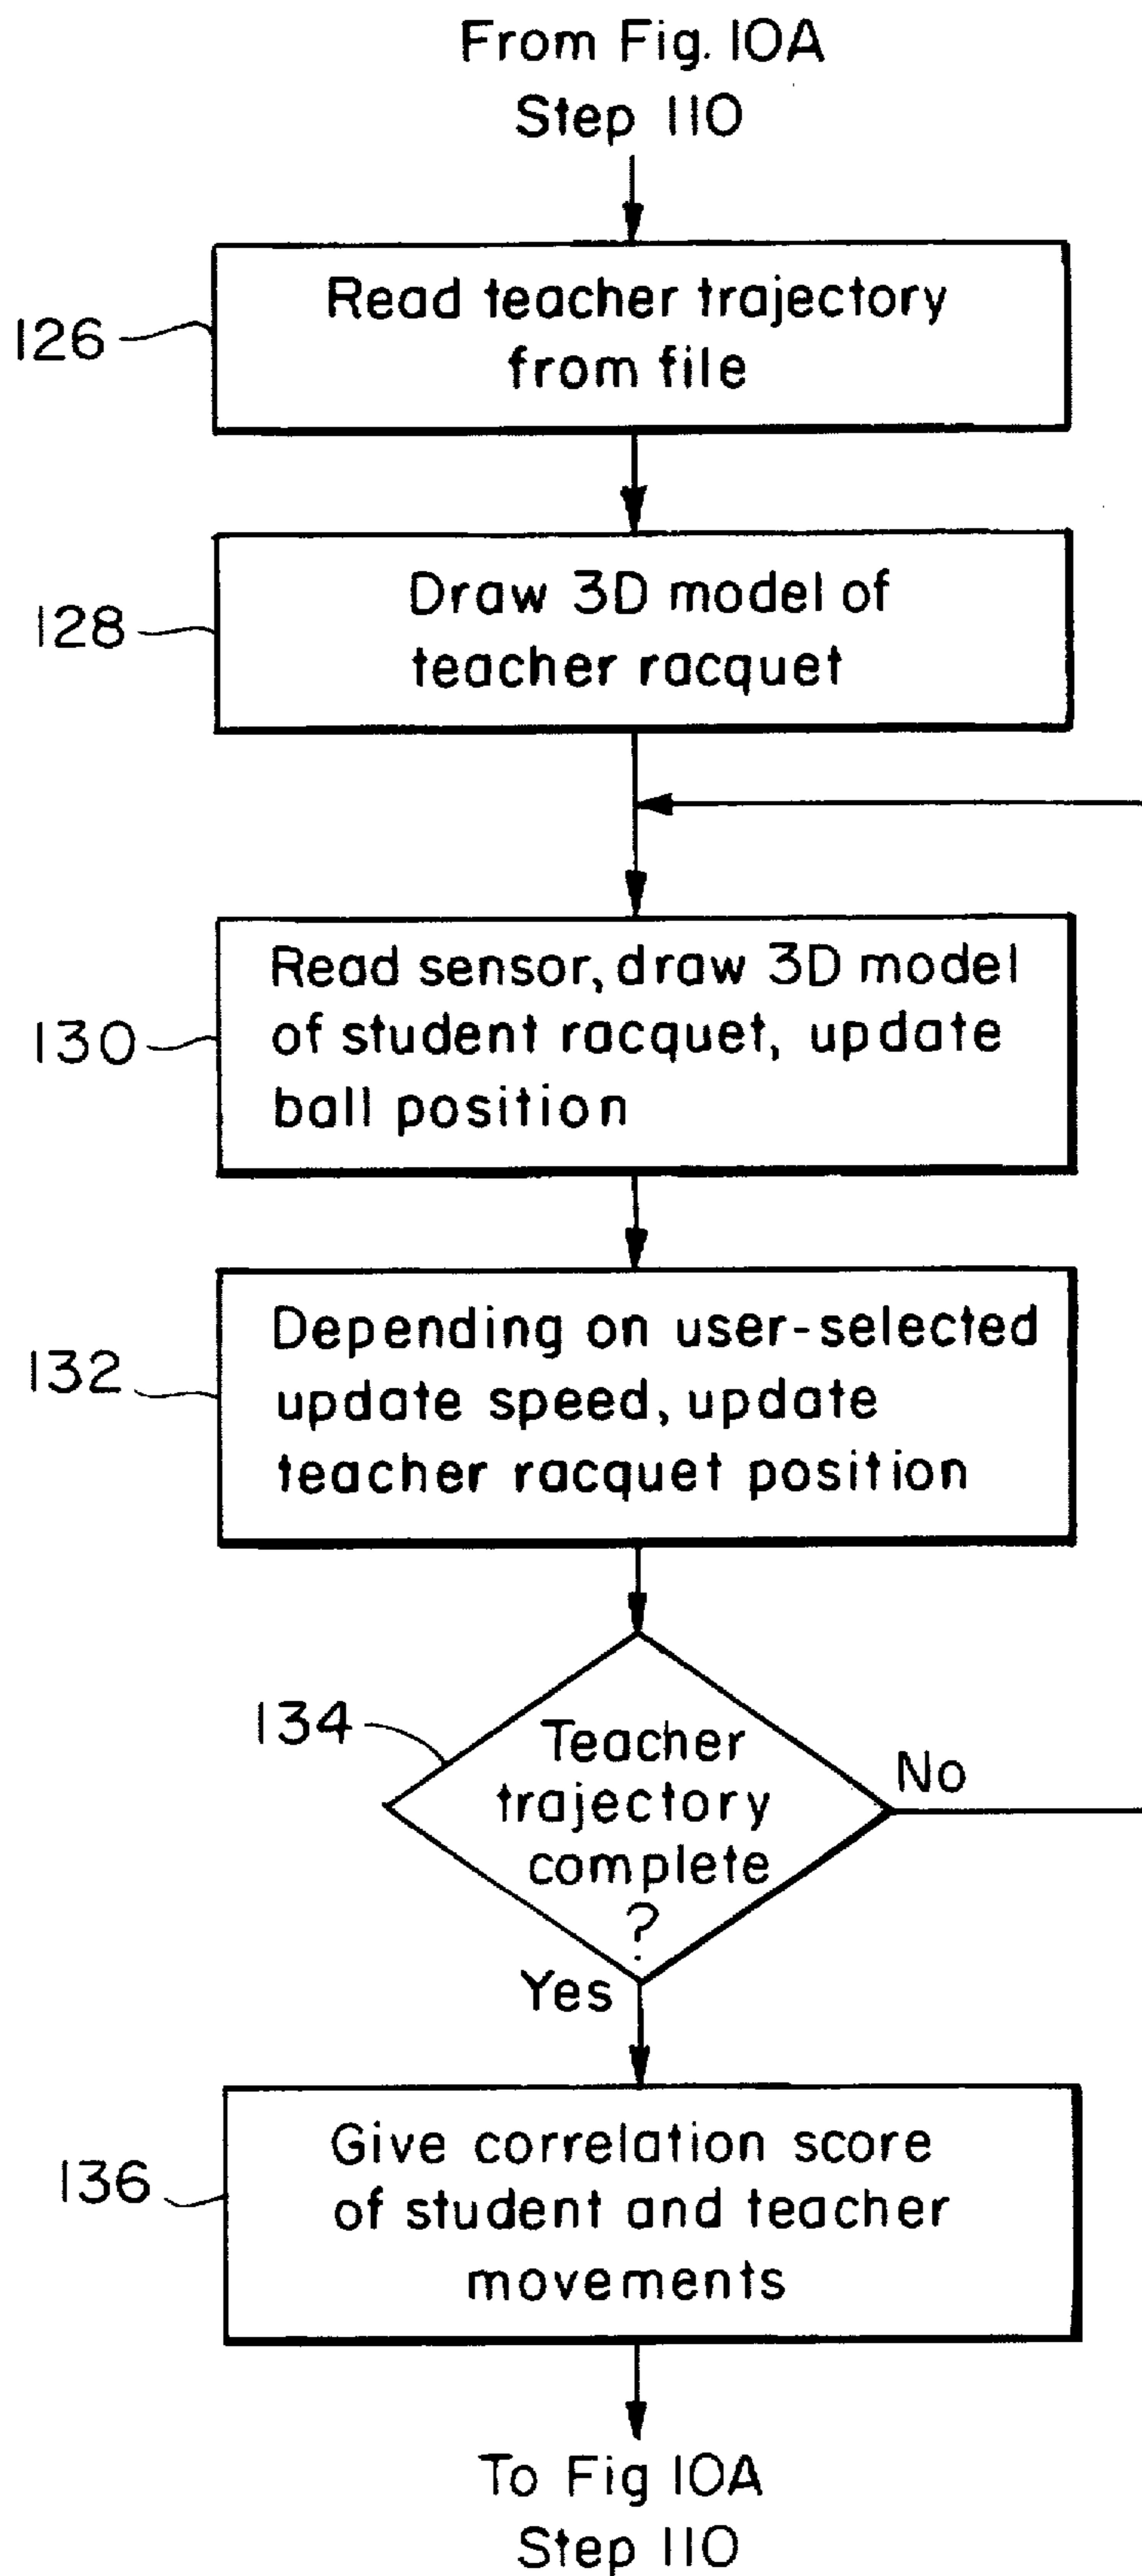 From Fig. 10A
Step 110
126
Read teacher trajectory
from file
128
Draw 3D model of
teacher racquet
130
Read sensor, draw 3D model
of student racquet, update
ball position
132
Depending on user-selected
update speed, update
teacher racquet position
134
Teacher
trajectory
complete
?
No
Yes
136
Give correlation score
of student and teacher
movements
To Fig 10A
Step 110